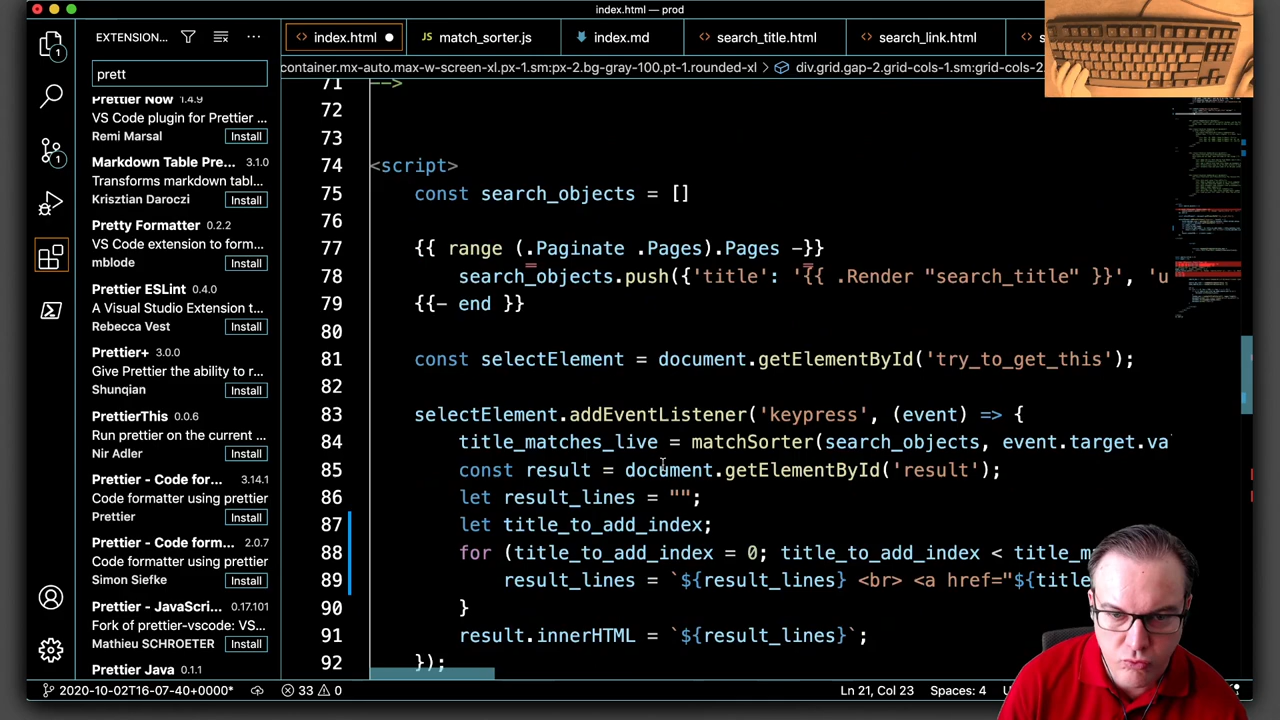 index.html — prod
EXTENSION...
index.html
match_sorter.js
index.md
search_title.html
search_link.html
prett
container.mx-auto.max-w-screen-xl.px-1.sm:px-2.bg-gray-100.pt-1.rounded-xl > div.grid.gap-2.grid-cols-1.sm:grid-cols-2.
Prettier Now 1.4.9
VS Code plugin for Prettier ...
Remi Marsal Install
Markdown Table Pre... 3.1.0
Transforms markdown tabl...
Krisztian Daroczi Install
Pretty Formatter 0.2.2
VS Code extension to form...
mblode Install
Prettier ESLint 0.4.0
A Visual Studio Extension t...
Rebecca Vest Install
Prettier+ 3.0.0
Give Prettier the ability to r...
Shunqian Install
PrettierThis 0.0.6
Run prettier on the current ...
Nir Adler Install
Prettier - Code for... 3.14.1
Code formatter using prettier
Prettier Install
Prettier - Code form... 2.0.7
Code formatter using prettier
Simon Siefke Install
Prettier - JavaScri... 0.17.101
Fork of prettier-vscode: VS...
Mathieu SCHROETER Install
Prettier Java 0.1.1
71 -->
72
73
74 <script>
75 const search_objects = []
76
77 {{ range (.Paginate .Pages).Pages -}}
78 search_objects.push({'title': '{{ .Render "search_title" }}', 'u
79 {{- end }}
80
81 const selectElement = document.getElementById('try_to_get_this');
82
83 selectElement.addEventListener('keypress', (event) => {
84 title_matches_live = matchSorter(search_objects, event.target.va
85 const result = document.getElementById('result');
86 let result_lines = "";
87 let title_to_add_index;
88 for (title_to_add_index = 0; title_to_add_index < title_m
89 result_lines = `${result_lines} <br> <a href="${title
90 }
91 result.innerHTML = `${result_lines}`;
92 });
2020-10-02T16-07-40+0000* 33 0
Ln 21, Col 23 Spaces: 4